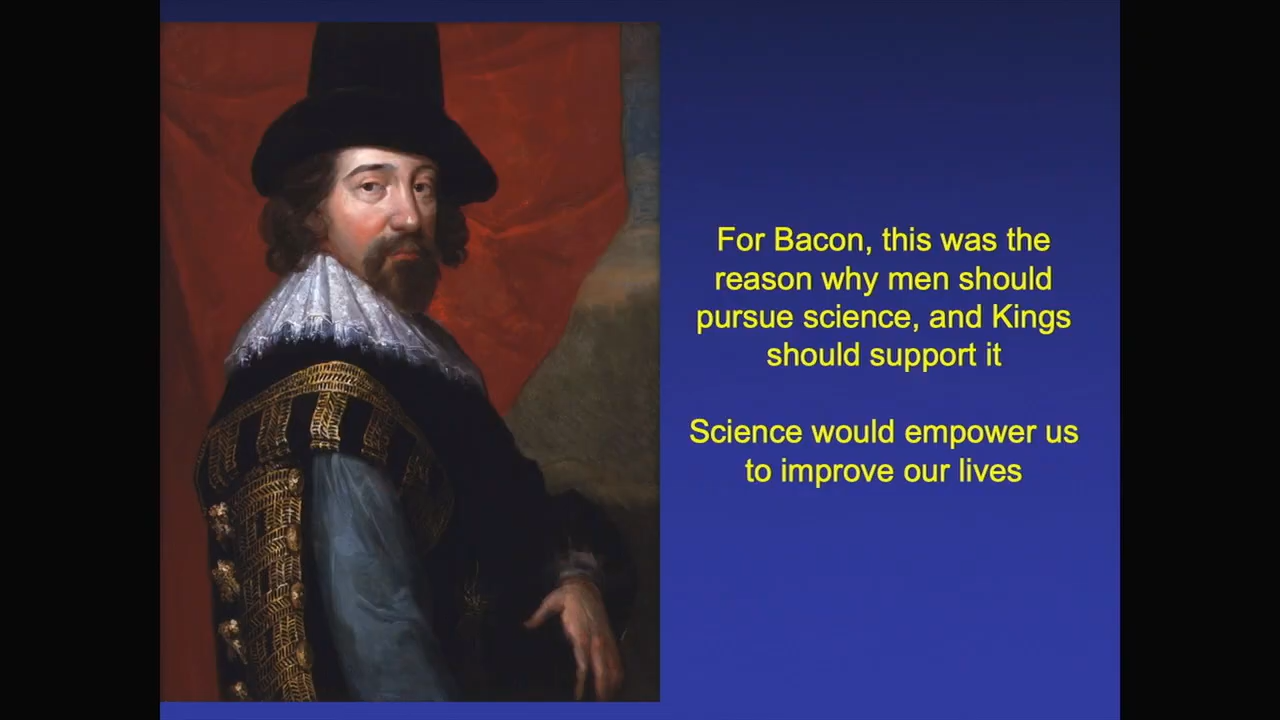 For Bacon, this was the
reason why men should
pursue science, and Kings
should support it
Science would empower us
to improve our lives